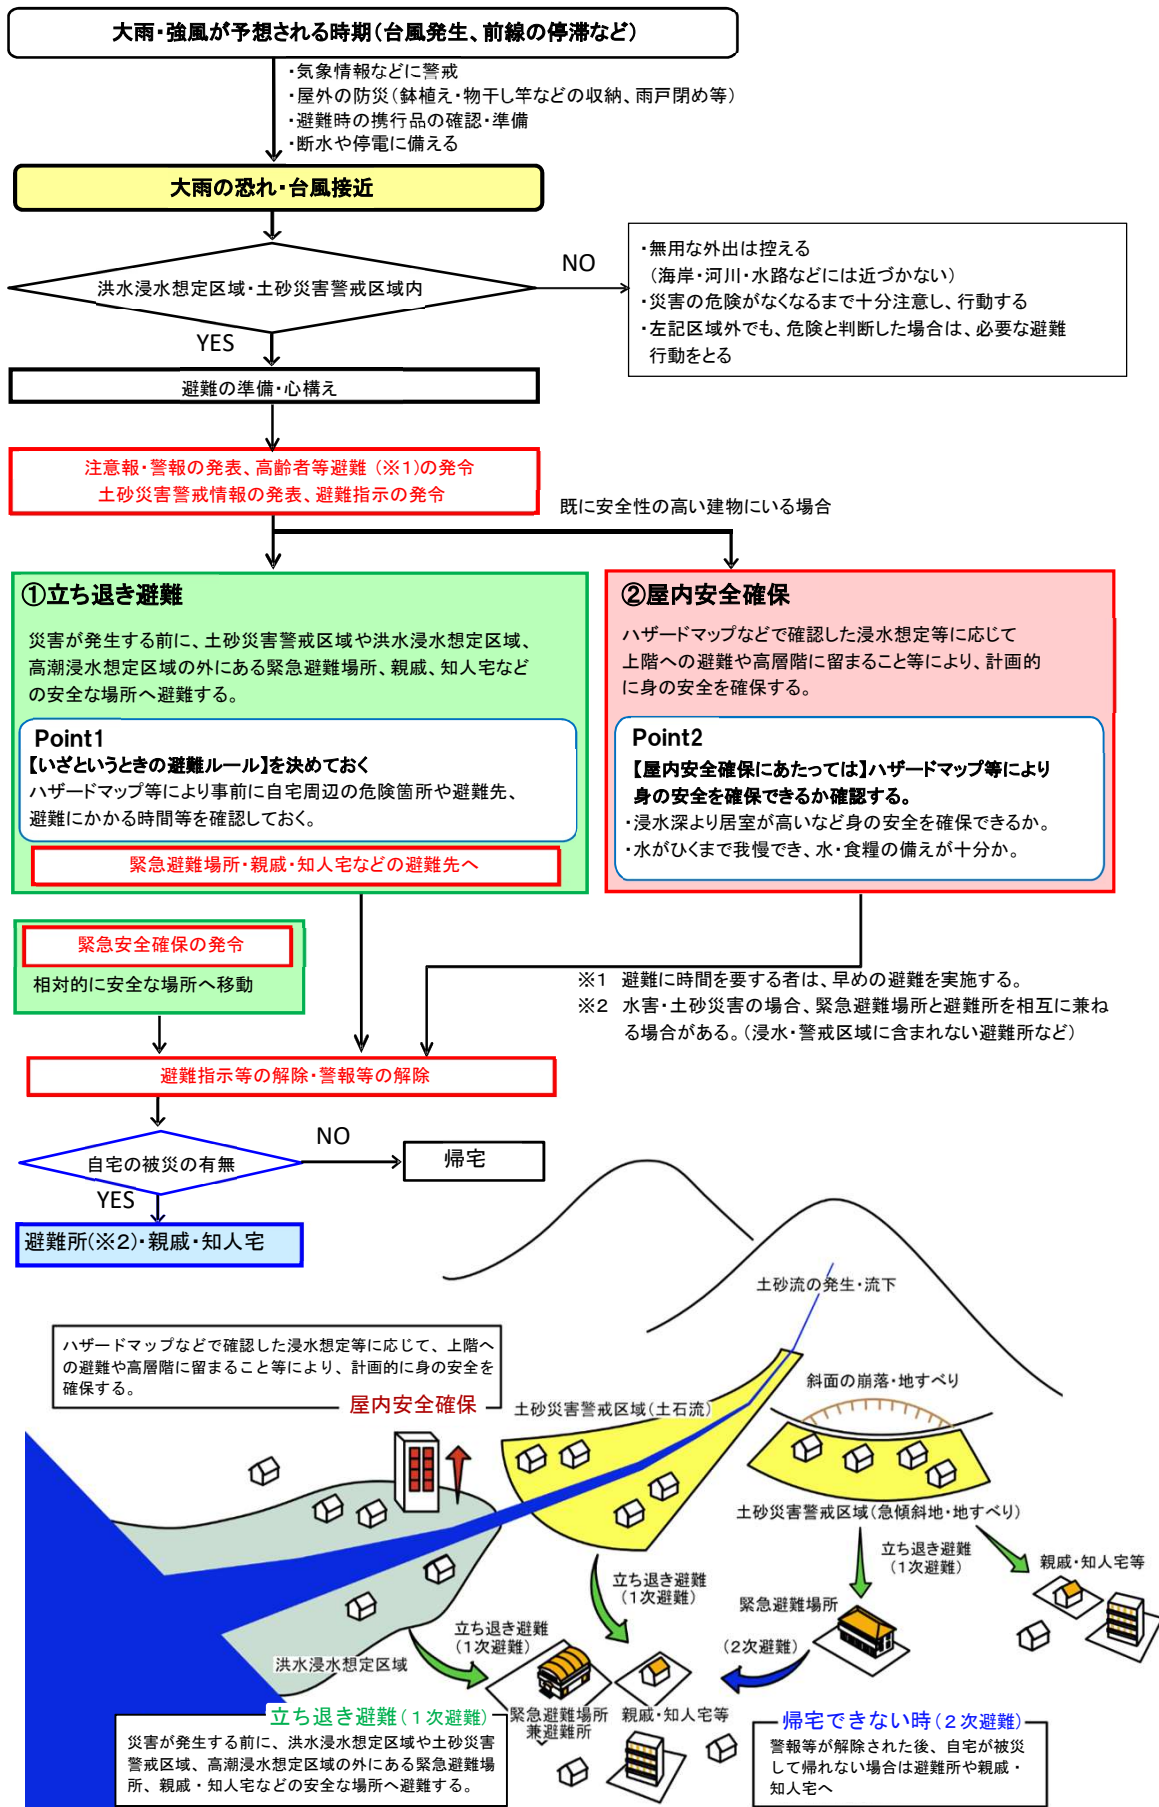 大雨・強風が予想される時期（台風発生、前線の停滞など）
・気象情報などに警戒
・屋外の防災（鉢植え・物干し竿などの収納、雨戸閉め等）
・避難時の携行品の確認・準備
・断水や停電に備える
大雨の恐れ・台風接近
洪水浸水想定区域・土砂災害警戒区域内
NO
・無用な外出は控える
（海岸・河川・水路などには近づかない）
・災害の危険がなくなるまで十分注意し、行動する
・左記区域外でも、危険と判断した場合は、必要な避難
行動をとる
YES
避難の準備・心構え
注意報・警報の発表、高齢者等避難（※1）の発令
土砂災害警戒情報の発表、避難指示の発令
既に安全性の高い建物にいる場合
①立ち退き避難
災害が発生する前に、土砂災害警戒区域や洪水浸水想定区域、
高潮浸水想定区域の外にある緊急避難場所、親戚、知人宅など
の安全な場所へ避難する。
Point1
【いざというときの避難ルール】を決めておく
ハザードマップ等により事前に自宅周辺の危険箇所や避難先、
避難にかかる時間等を確認しておく。
緊急避難場所・親戚・知人宅などの避難先へ
②屋内安全確保
ハザードマップなどで確認した浸水想定等に応じて
上階への避難や高層階に留まること等により、計画的
に身の安全を確保する。
Point2
【屋内安全確保にあたっては】ハザードマップ等により
身の安全を確保できるか確認する。
・浸水深より居室が高いなど身の安全を確保できるか。
・水がひくまで我慢でき、水・食糧の備えが十分か。
緊急安全確保の発令
相対的に安全な場所へ移動
※1　避難に時間を要する者は、早めの避難を実施する。
※2　水害・土砂災害の場合、緊急避難場所と避難所を相互に兼ね
る場合がある。（浸水・警戒区域に含まれない避難所など）
避難指示等の解除・警報等の解除
自宅の被災の有無
NO
帰宅
YES
避難所（※2）・親戚・知人宅
土砂流の発生・流下
ハザードマップなどで確認した浸水想定等に応じて、上階へ
の避難や高層階に留まること等により、計画的に身の安全を
確保する。
屋内安全確保
斜面の崩落・地すべり
土砂災害警戒区域（土石流）
土砂災害警戒区域（急傾斜地・地すべり）
立ち退き避難
（1次避難）
親戚・知人宅等
立ち退き避難
（1次避難）
緊急避難場所
立ち退き避難
（1次避難）
（2次避難）
洪水浸水想定区域
緊急避難場所
兼避難所
親戚・知人宅等
立ち退き避難（1次避難）
災害が発生する前に、洪水浸水想定区域や土砂災害
警戒区域、高潮浸水想定区域の外にある緊急避難場
所、親戚・知人宅などの安全な場所へ避難する。
帰宅できない時（2次避難）
警報等が解除された後、自宅が被災
して帰れない場合は避難所や親戚・
知人宅へ